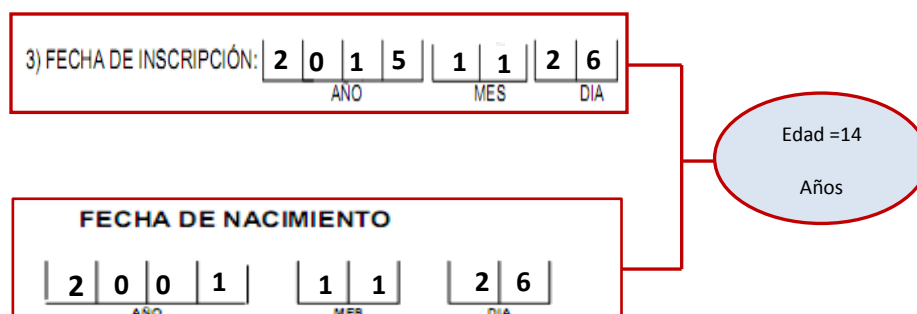 3) FECHA DE INSCRIPCIÓN: 2 0 1 5 1 1 2 6
AÑO MES DIA
Edad =14
Años
FECHA DE NACIMIENTO
2 0 0 1 1 1 2 6
AÑO MES DIA